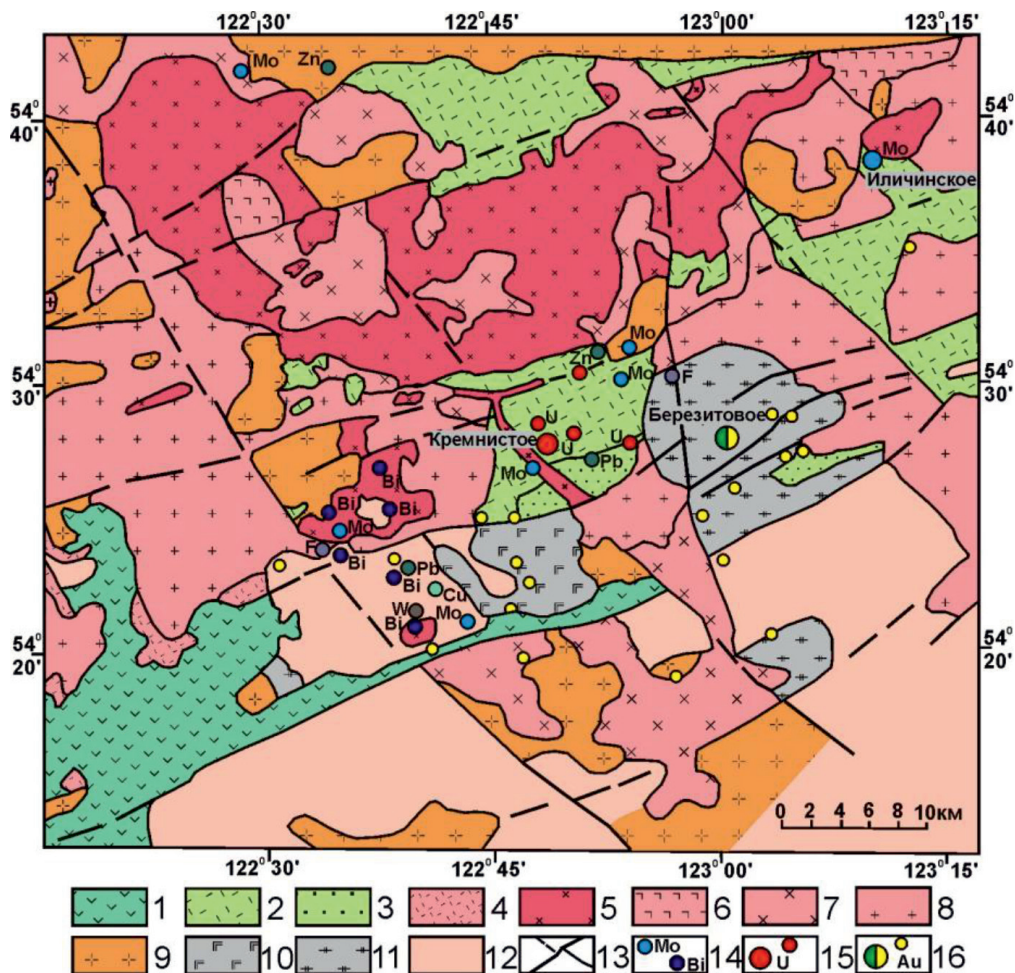 122°30' 122°45' 123°00' 123°15'
Mo Zn
54°
40'
54°
40'
Mo
Иличинское
Mo
Zn
Mo
F
54°
30'
54°
30'
U
Березитовое
Кремнистое
U
U
Pb
Mo
Bi
Bi
Bi
Mo
F
Bi
Pb
Bi
Cu
W
Mo
Bi
54°
20'
54°
20'
0 2 4 6 8 10км
122°30' 122°45' 123°00' 123°15'
1 2 3 4 5 6 7 8
9 10 11 12 13 Mo Bi 14 U 15 Au 16